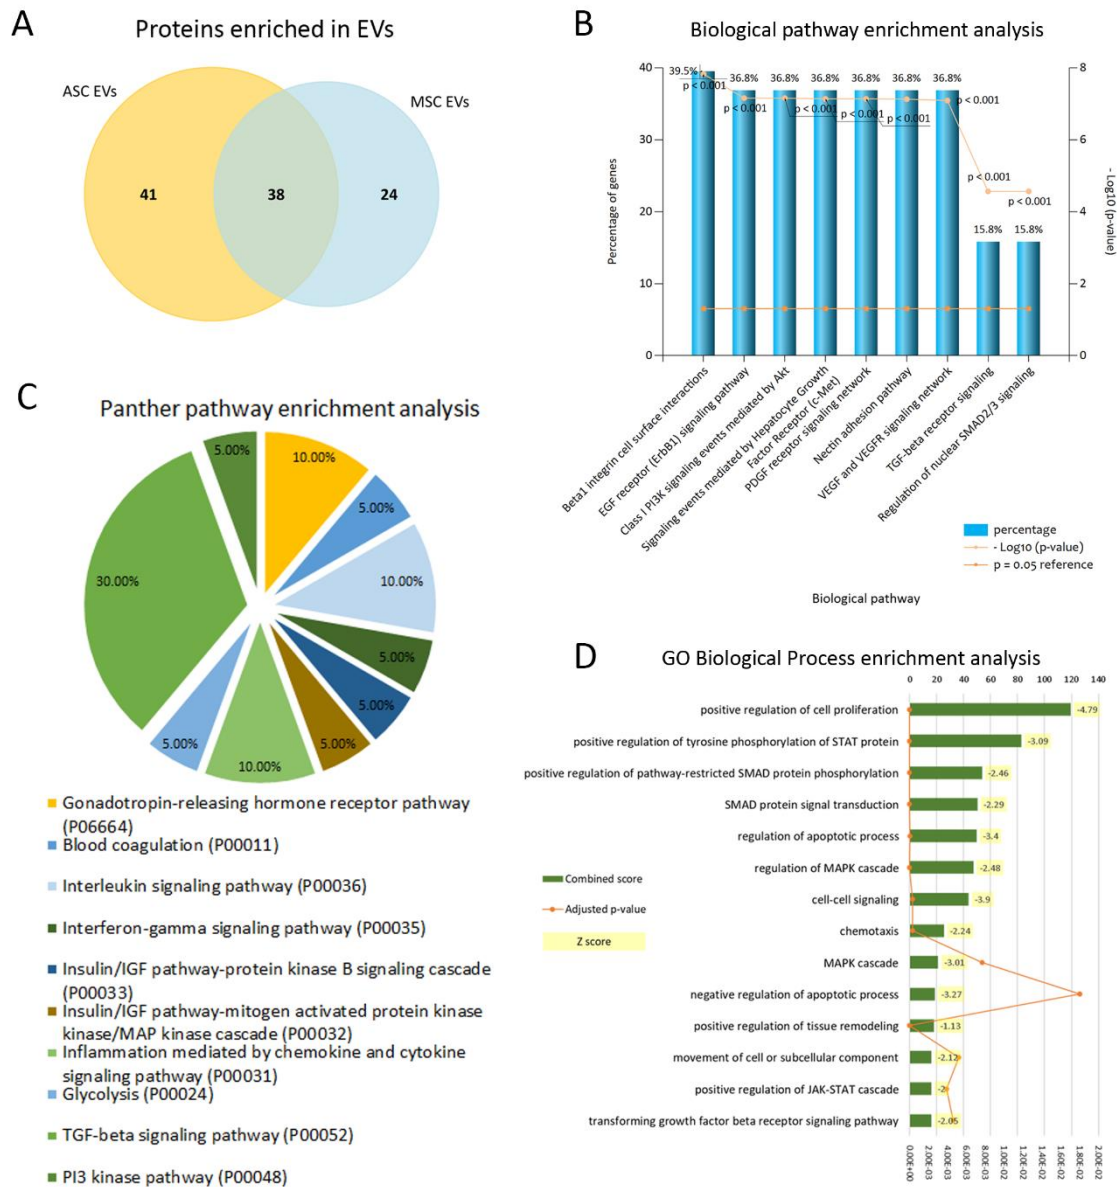 A
Proteins enriched in EVs
ASC EVs
MSC EVs
41
38
24
B
Biological pathway enrichment analysis
40
30
20
10
0
Percentage of genes
8
6
4
2
0
- Log10 (p-value)
39.5%
36.8%
36.8%
36.8%
36.8%
36.8%
36.8%
15.8%
15.8%
p < 0.001
p < 0.001
p < 0.001
p < 0.001
p < 0.001
p < 0.001
p < 0.001
p < 0.001
p < 0.001
Beta1 integrin cell surface interactions
EGF receptor (ErbB1) signaling pathway
Class I PI3K signaling events mediated by Akt
Signaling events mediated by Hepatocyte Growth
Factor Receptor (c-Met)
PDGF receptor signaling network
Nectin adhesion pathway
VEGF and VEGFR signaling network
TGF-beta receptor signaling
Regulation of nuclear SMAD2/3 signaling
percentage
- Log10 (p-value)
p = 0.05 reference
Biological pathway
C
Panther pathway enrichment analysis
10.00%
5.00%
10.00%
5.00%
5.00%
5.00%
10.00%
5.00%
30.00%
5.00%
Gonadotropin-releasing hormone receptor pathway
(P06664)
Blood coagulation (P00011)
Interleukin signaling pathway (P00036)
Interferon-gamma signaling pathway (P00035)
Insulin/IGF pathway-protein kinase B signaling cascade
(P00033)
Insulin/IGF pathway-mitogen activated protein kinase
kinase/MAP kinase cascade (P00032)
Inflammation mediated by chemokine and cytokine
signaling pathway (P00031)
Glycolysis (P00024)
TGF-beta signaling pathway (P00052)
PI3 kinase pathway (P00048)
D
GO Biological Process enrichment analysis
0 20 40 60 80 100 120 140
positive regulation of cell proliferation -4.79
positive regulation of tyrosine phosphorylation of STAT protein -3.09
positive regulation of pathway-restricted SMAD protein phosphorylation -2.46
SMAD protein signal transduction -2.29
regulation of apoptotic process -3.4
regulation of MAPK cascade -2.48
cell-cell signaling -3.9
chemotaxis -2.24
MAPK cascade -3.01
negative regulation of apoptotic process -3.27
positive regulation of tissue remodeling -1.13
movement of cell or subcellular component -2.12
positive regulation of JAK-STAT cascade -2
transforming growth factor beta receptor signaling pathway -2.05
Combined score
Adjusted p-value
Z score
0.00E+00
2.00E-03
4.00E-03
6.00E-03
8.00E-03
1.00E-02
1.20E-02
1.40E-02
1.60E-02
1.80E-02
2.00E-02